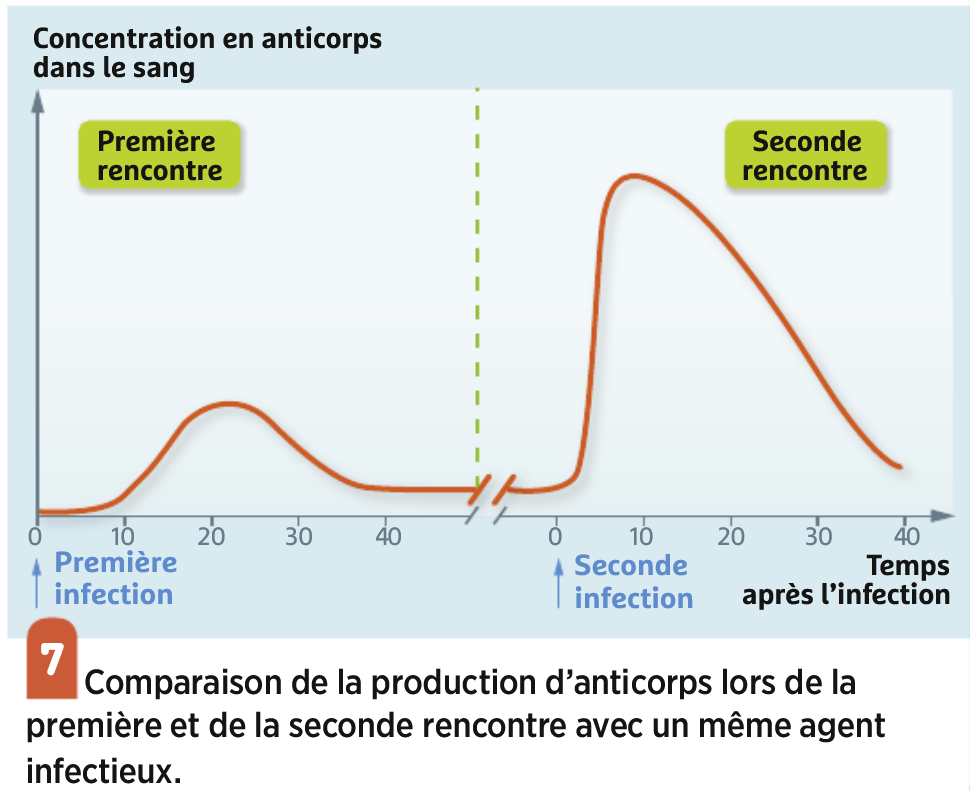 Concentration en anticorps
dans le sang
Première
rencontre
Seconde
rencontre
0 10 20 30 40 0 10 20 30 40
Première
infection
Seconde
infection
Temps
après l'infection
7
Comparaison de la production d'anticorps lors de la
première et de la seconde rencontre avec un même agent
infectieux.